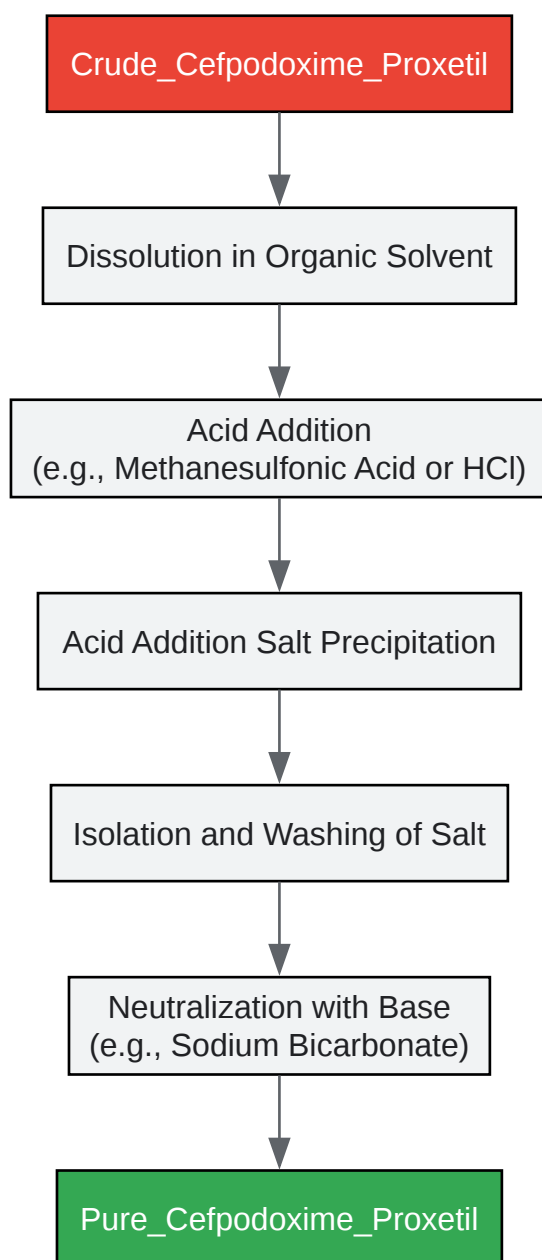 Crude_Cefpodoxime_Proxetil
Dissolution in Organic Solvent
Acid Addition
(e.g., Methanesulfonic Acid or HCl)
Acid Addition Salt Precipitation
Isolation and Washing of Salt
Neutralization with Base
(e.g., Sodium Bicarbonate)
Pure_Cefpodoxime_Proxetil